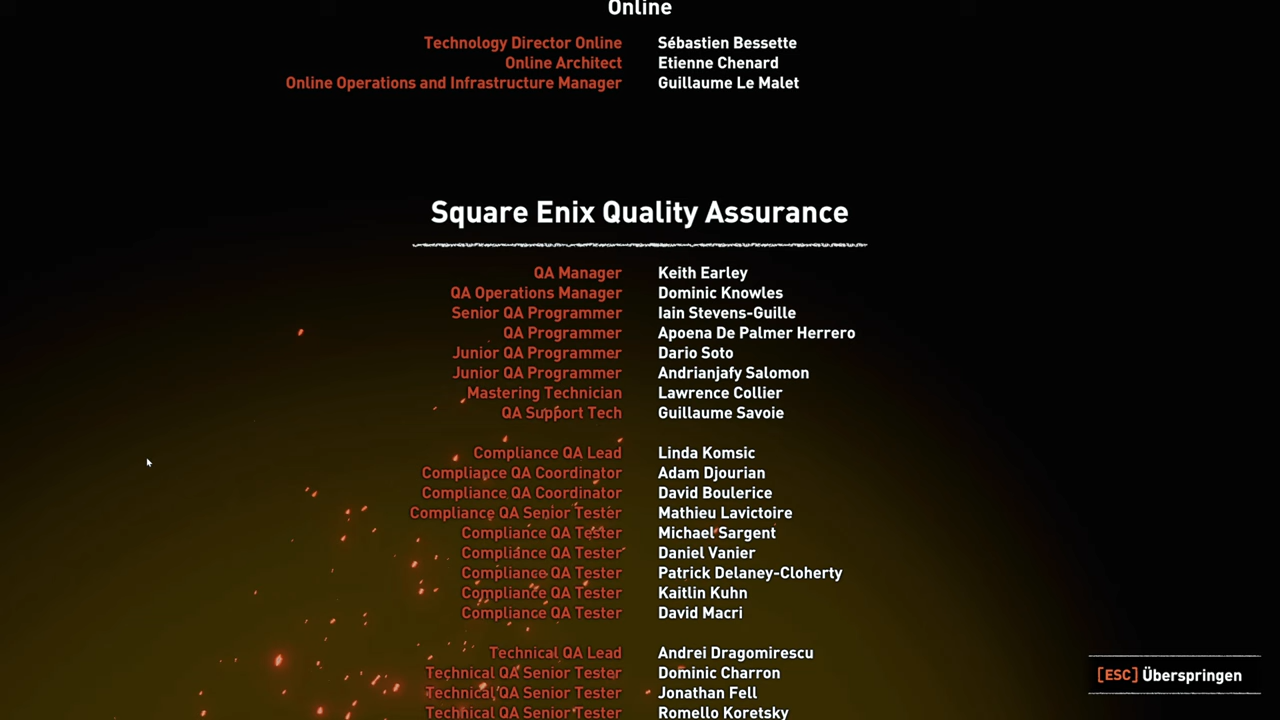 Online
Technology Director Online Sébastien Bessette
Online Architect Etienne Chenard
Online Operations and Infrastructure Manager Guillaume Le Malet
Square Enix Quality Assurance
QA Manager Keith Earley
QA Operations Manager Dominic Knowles
Senior QA Programmer Iain Stevens-Guille
QA Programmer Apoena De Palmer Herrero
Junior QA Programmer Dario Soto
Junior QA Programmer Andrianjafy Salomon
Mastering Technician Lawrence Collier
QA Support Tech Guillaume Savoie
Compliance QA Lead Linda Komsic
Compliance QA Coordinator Adam Djourian
Compliance QA Coordinator David Boulerice
Compliance QA Senior Tester Mathieu Lavictoire
Compliance QA Tester Michael Sargent
Compliance QA Tester Daniel Vanier
Compliance QA Tester Patrick Delaney-Cloherty
Compliance QA Tester Kaitlin Kuhn
Compliance QA Tester David Macri
Technical QA Lead Andrei Dragomirescu
Technical QA Senior Tester Dominic Charron
Technical QA Senior Tester Jonathan Fell
Technical QA Senior Tester Romello Koretsky
[ESC] Überspringen